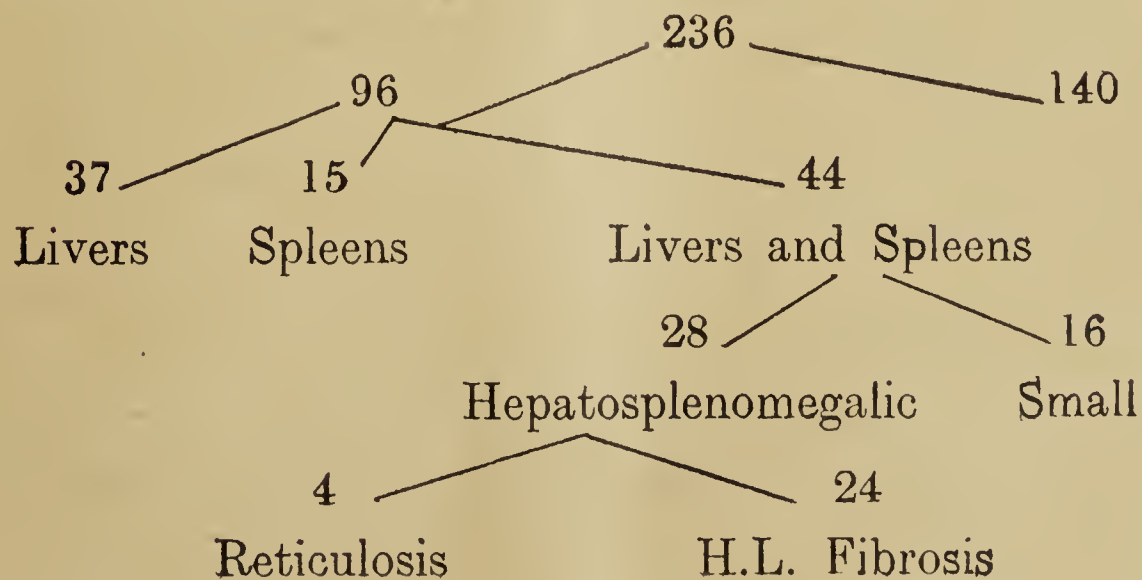 236
96 140
37 15 44
Livers Spleens Livers and Spleens
28 16
Hepatosplenomegalic Small
4 24
Reticulosis H.L. Fibrosis